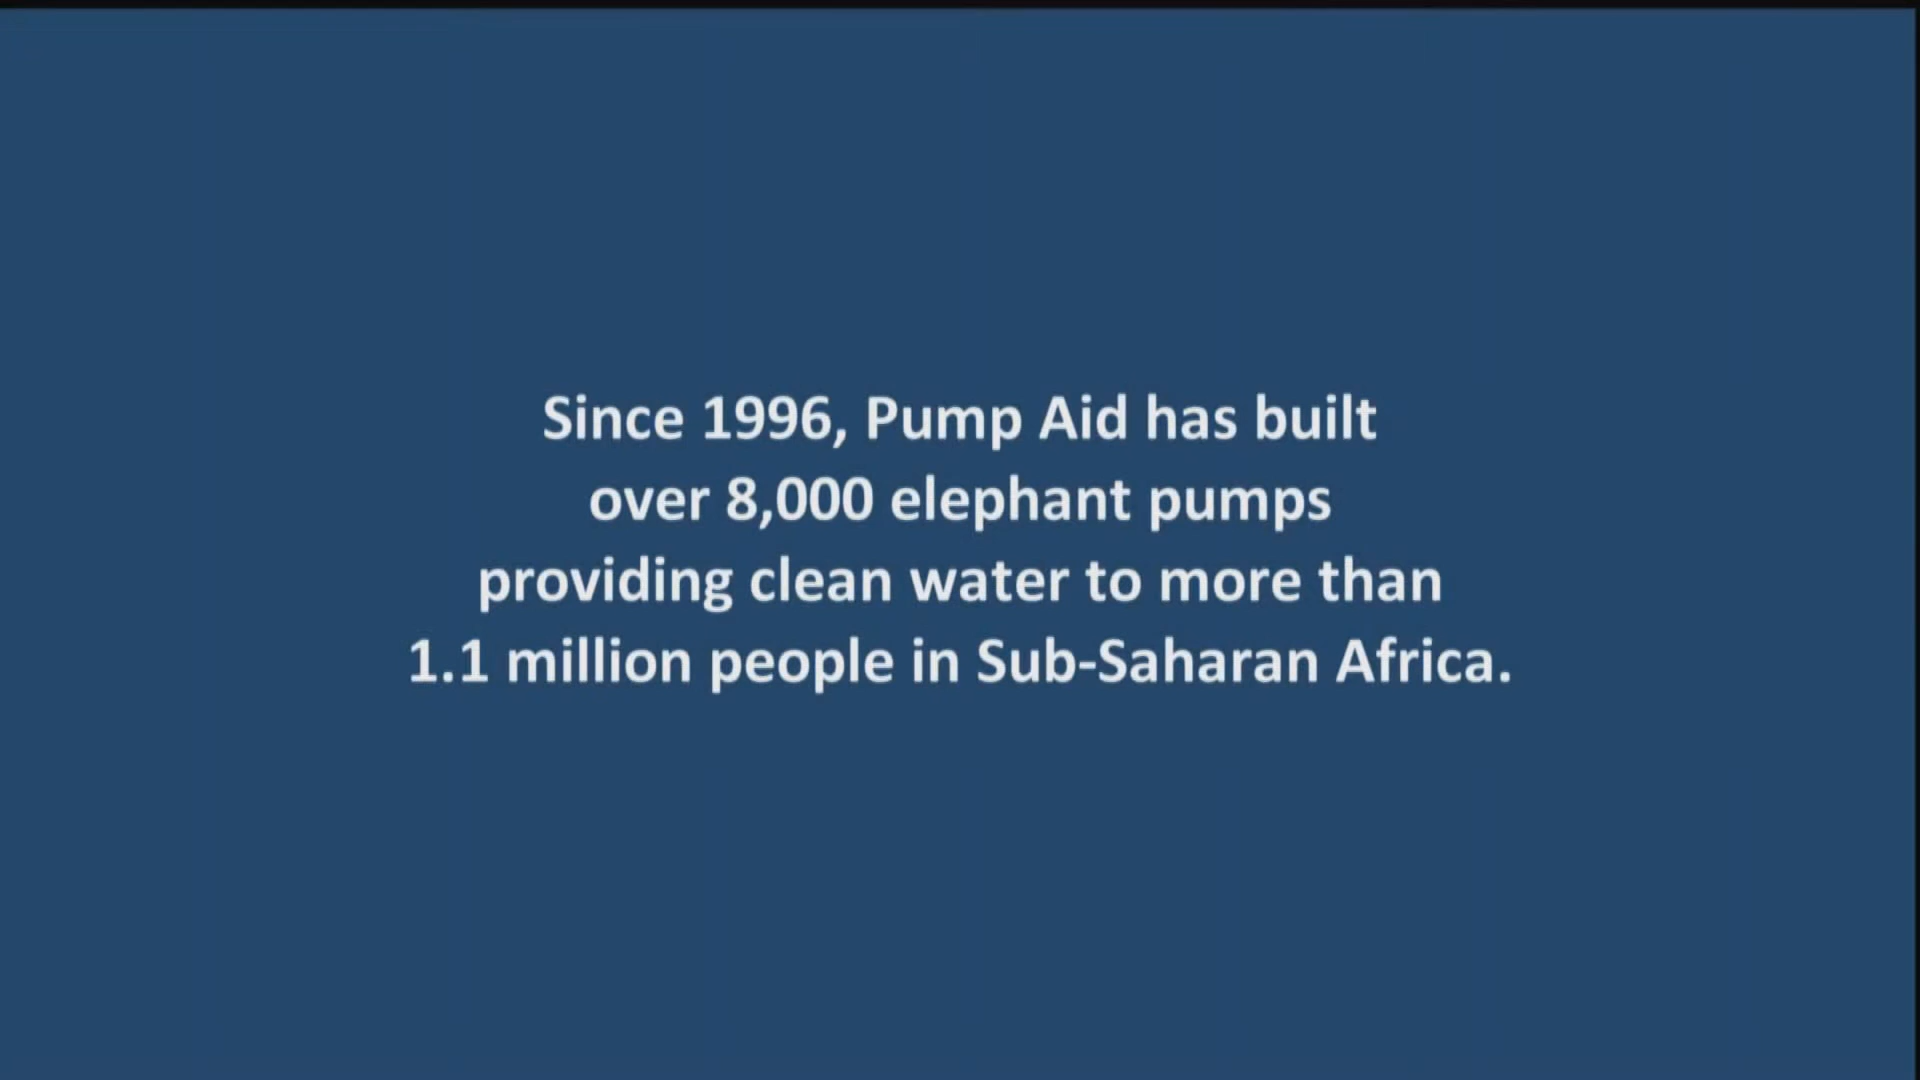 Since 1996, Pump Aid has built
over 8,000 elephant pumps
providing clean water to more than
1.1 million people in Sub-Saharan Africa.